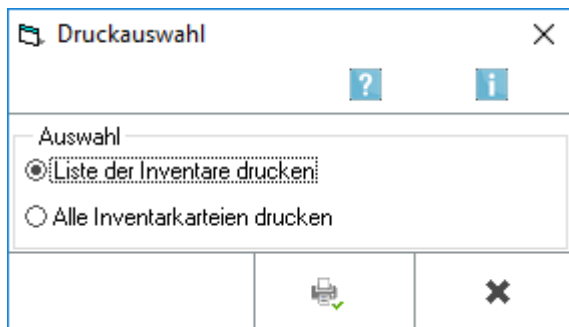 Druckauswahl
? i
Auswahl
Liste der Inventare drucken
Alle Inventarkarteien drucken